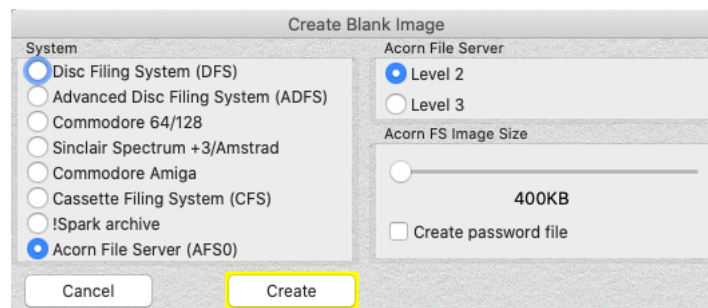 Create Blank Image
System
Disc Filing System (DFS)
Advanced Disc Filing System (ADFS)
Commodore 64/128
Sinclair Spectrum +3/Amstrad
Commodore Amiga
Cassette Filing System (CFS)
!Spark archive
Acorn File Server (AFS0)
Acorn File Server
Level 2
Level 3
Acorn FS Image Size
400KB
Create password file
Cancel
Create